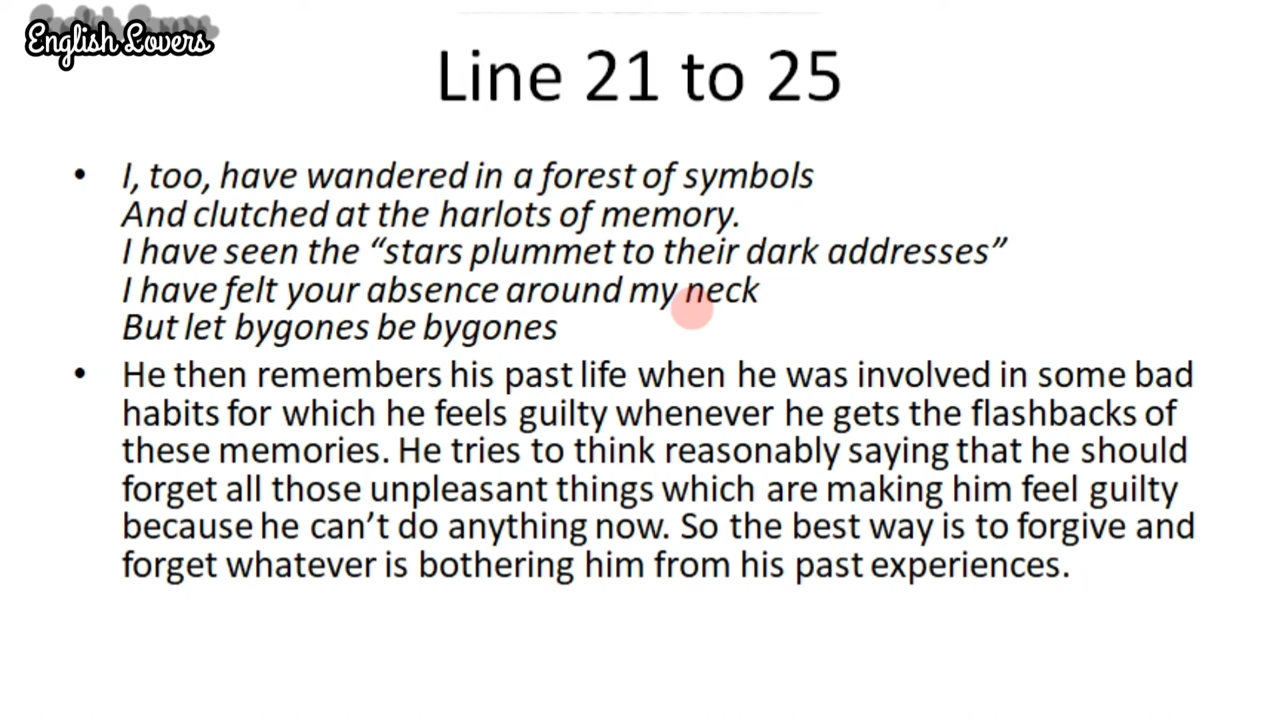 English Lovers
Line 21 to 25
• I, too, have wandered in a forest of symbols
And clutched at the harlots of memory.
I have seen the “stars plummet to their dark addresses”
I have felt your absence around my neck
But let bygones be bygones
• He then remembers his past life when he was involved in some bad
habits for which he feels guilty whenever he gets the flashbacks of
these memories. He tries to think reasonably saying that he should
forget all those unpleasant things which are making him feel guilty
because he can’t do anything now. So the best way is to forgive and
forget whatever is bothering him from his past experiences.